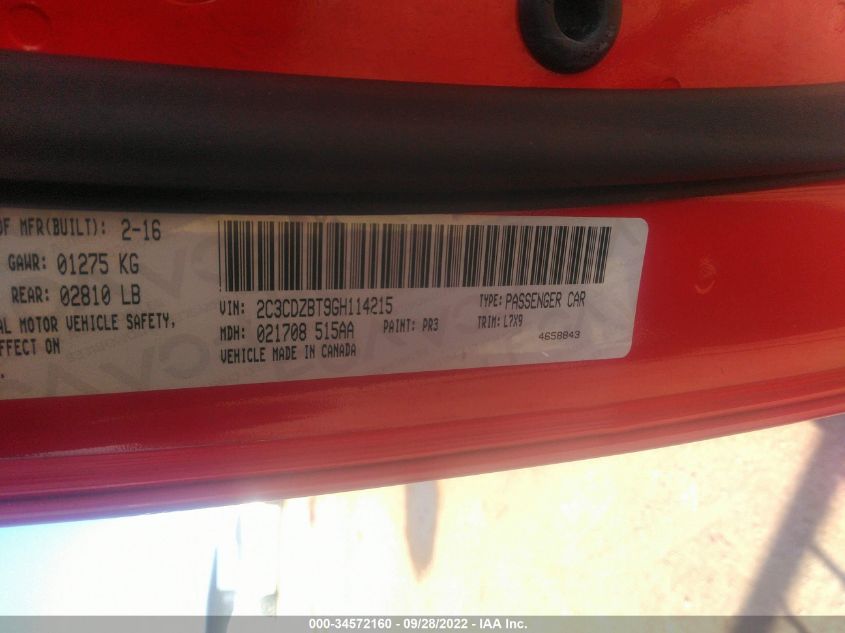 OF MFR(BUILT): 2-16
GAWR: 01275 KG
REAR: 02810 LB
AL MOTOR VEHICLE SAFETY,
EFFECT ON
VIN: 2C3CDZBT9GH114215
TYPE: PASSENGER CAR
MDH: 021708 515AA
PAINT: PR3
TRIM: L7X9
VEHICLE MADE IN CANADA
4658843
000-34572160 - 09/28/2022 - IAA Inc.